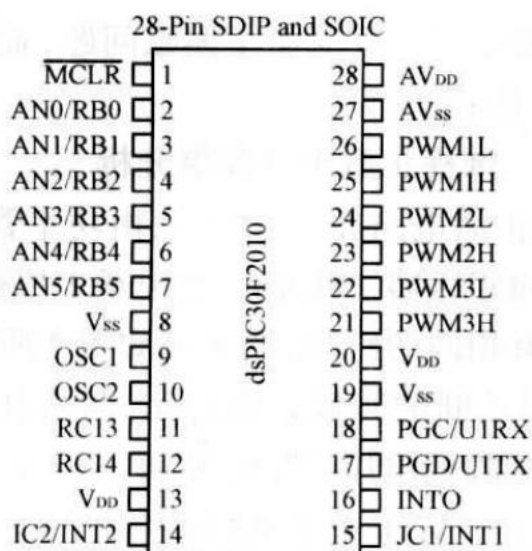 28-Pin SDIP and SOIC
MCLR 1 28 AVDD
AN0/RB0 2 27 AVss
AN1/RB1 3 26 PWM1L
AN2/RB2 4 25 PWM1H
AN3/RB3 5 24 PWM2L
AN4/RB4 6 23 PWM2H
AN5/RB5 7 22 PWM3L
Vss 8 21 PWM3H
OSC1 9 20 VDD
OSC2 10 19 Vss
RC13 11 18 PGC/U1RX
RC14 12 17 PGD/U1TX
VDD 13 16 INTO
IC2/INT2 14 15 JC1/INT1
dsPIC30F2010